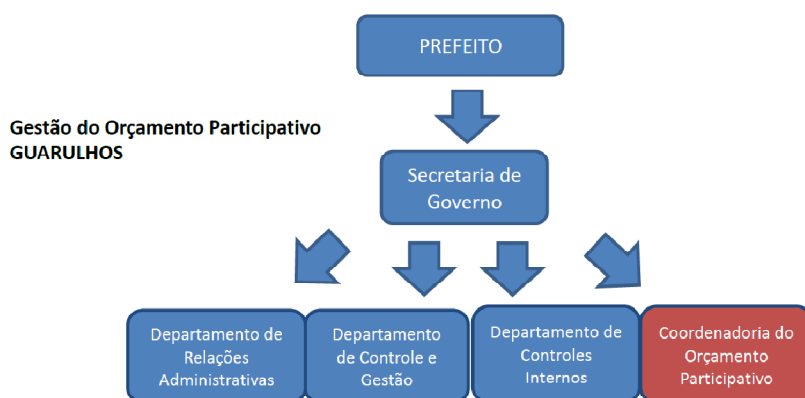 PREFEITO
Gestão do Orçamento Participativo
GUARULHOS
Secretaria de
Governo
Departamento de
Relações
Administrativas
Departamento
de Controle e
Gestão
Departamento de
Controles
Internos
Coordenadoria do
Orçamento
Participativo